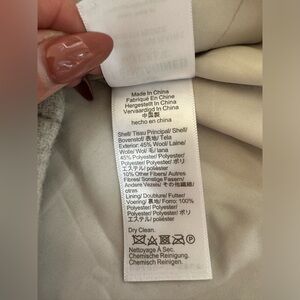 Made In China
Fabriqué En Chine
Hergestellt In China
Vervaardigd In China
中国製
hecho en china
Shell/ Tissu Principal/ Shell/
Bovenstoff/ 表地/ Tela
Exterior: 45% Wool/ Laine/
Wolle/ Wol/ 毛/ lana
45% Polyester/ Polyester/
Polyester/ Polyester/ ポリ
エステル/ poliéster
10% Other Fibers/ Autres
Fibres/ Sonstige Fasern/
Andere Vezels/ その他繊維/
otras
Lining/ Doublure/ Futter/
Voering/ 裏地/ Forro: 100%
Polyester/ Polyester/
Polyester/ Polyester/ ポリ
エステル/ poliéster
Dry Clean.
Nettoyage À Sec.
Chemische Reinigung.
Chemisch Reinigen.